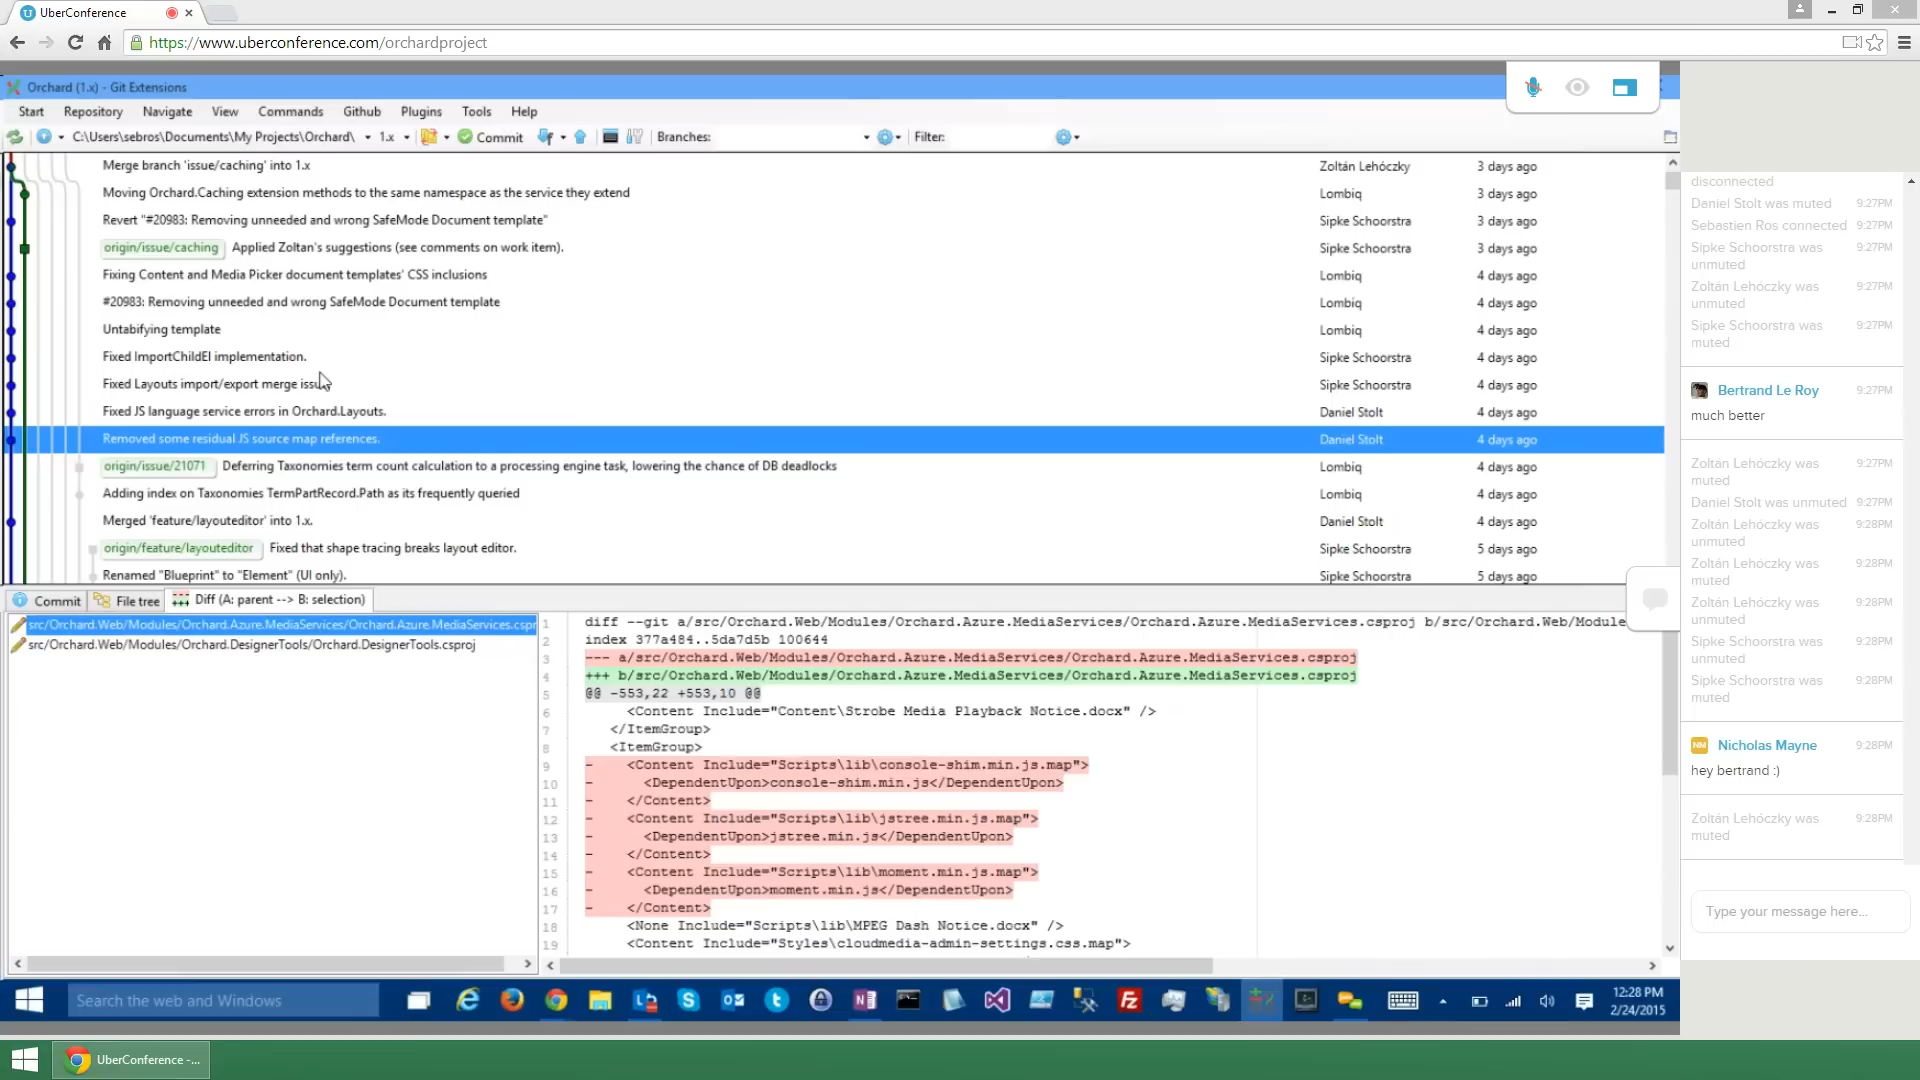 UberConference
https://www.uberconference.com/orchardproject
Orchard (1.x) - Git Extensions
Start Repository Navigate View Commands Github Plugins Tools Help
C:\Users\sebros\Documents\My Projects\Orchard\ 1.x Commit Branches: Filter:
Merge branch 'issue/caching' into 1.x Zoltán Lehóczky 3 days ago
Moving Orchard.Caching extension methods to the same namespace as the service they extend Lombiq 3 days ago
Revert "#20983: Removing unneeded and wrong SafeMode Document template" Sipke Schoorstra 3 days ago
origin/issue/caching Applied Zoltan's suggestions (see comments on work item). Sipke Schoorstra 3 days ago
Fixing Content and Media Picker document templates' CSS inclusions Lombiq 4 days ago
#20983: Removing unneeded and wrong SafeMode Document template Lombiq 4 days ago
Untabifying template Lombiq 4 days ago
Fixed ImportChildEl implementation. Sipke Schoorstra 4 days ago
Fixed Layouts import/export merge Sipke Schoorstra 4 days ago
Fixed JS language service errors in Orchard.Layouts. Daniel Stolt 4 days ago
Removed some residual JS source map references. Daniel Stolt 4 days ago
origin/issue/21071 Deferring Taxonomies term count calculation to a processing engine task, lowering the chance of DB deadlocks Lombiq 4 days ago
Adding index on Taxonomies TermPartRecord.Path as its frequently queried Lombiq 4 days ago
Merged 'feature/layouteditor' into 1.x. Daniel Stolt 4 days ago
origin/feature/layouteditor Fixed that shape tracing breaks layout editor. Sipke Schoorstra 5 days ago
Renamed "Blueprint" to "Element" (UI only). Sipke Schoorstra 5 days ago
Commit File tree Diff (A: parent --> B: selection)
src/Orchard.Web/Modules/Orchard.Azure.MediaServices/Orchard.Azure.MediaServices.cspr
src/Orchard.Web/Modules/Orchard.DesignerTools/Orchard.DesignerTools.csproj
1 diff --git a/src/Orchard.Web/Modules/Orchard.Azure.MediaServices/Orchard.Azure.MediaServices.csproj b/src/Orchard.Web/Module
2 index 377a484..5da7d5b 100644
3 --- a/src/Orchard.Web/Modules/Orchard.Azure.MediaServices/Orchard.Azure.MediaServices.csproj
4 +++ b/src/Orchard.Web/Modules/Orchard.Azure.MediaServices/Orchard.Azure.MediaServices.csproj
5 @@ -553,22 +553,10 @@
6 <Content Include="Content\Strobe Media Playback Notice.docx" />
7 </ItemGroup>
8 <ItemGroup>
9 - <Content Include="Scripts\lib\console-shim.min.js.map">
10 - <DependentUpon>console-shim.min.js</DependentUpon>
11 - </Content>
12 - <Content Include="Scripts\lib\jstree.min.js.map">
13 - <DependentUpon>jstree.min.js</DependentUpon>
14 - </Content>
15 - <Content Include="Scripts\lib\moment.min.js.map">
16 - <DependentUpon>moment.min.js</DependentUpon>
17 - </Content>
18 <None Include="Scripts\lib\MPEG Dash Notice.docx" />
19 <Content Include="Styles\cloudmedia-admin-settings.css.map">
disconnected
Daniel Stolt was muted 9:27PM
Sebastien Ros connected 9:27PM
Sipke Schoorstra was 9:27PM
unmuted
Zoltán Lehóczky was 9:27PM
unmuted
Sipke Schoorstra was 9:27PM
muted
Bertrand Le Roy 9:27PM
much better
Zoltán Lehóczky was 9:27PM
muted
Daniel Stolt was unmuted 9:27PM
Zoltán Lehóczky was 9:28PM
unmuted
Zoltán Lehóczky was 9:28PM
muted
Zoltán Lehóczky was 9:28PM
unmuted
Sipke Schoorstra was 9:28PM
unmuted
Sipke Schoorstra was 9:28PM
muted
NM Nicholas Mayne 9:28PM
hey bertrand :)
Zoltán Lehóczky was 9:28PM
muted
Type your message here...
Search the web and Windows
12:28 PM
2/24/2015
UberConference -...